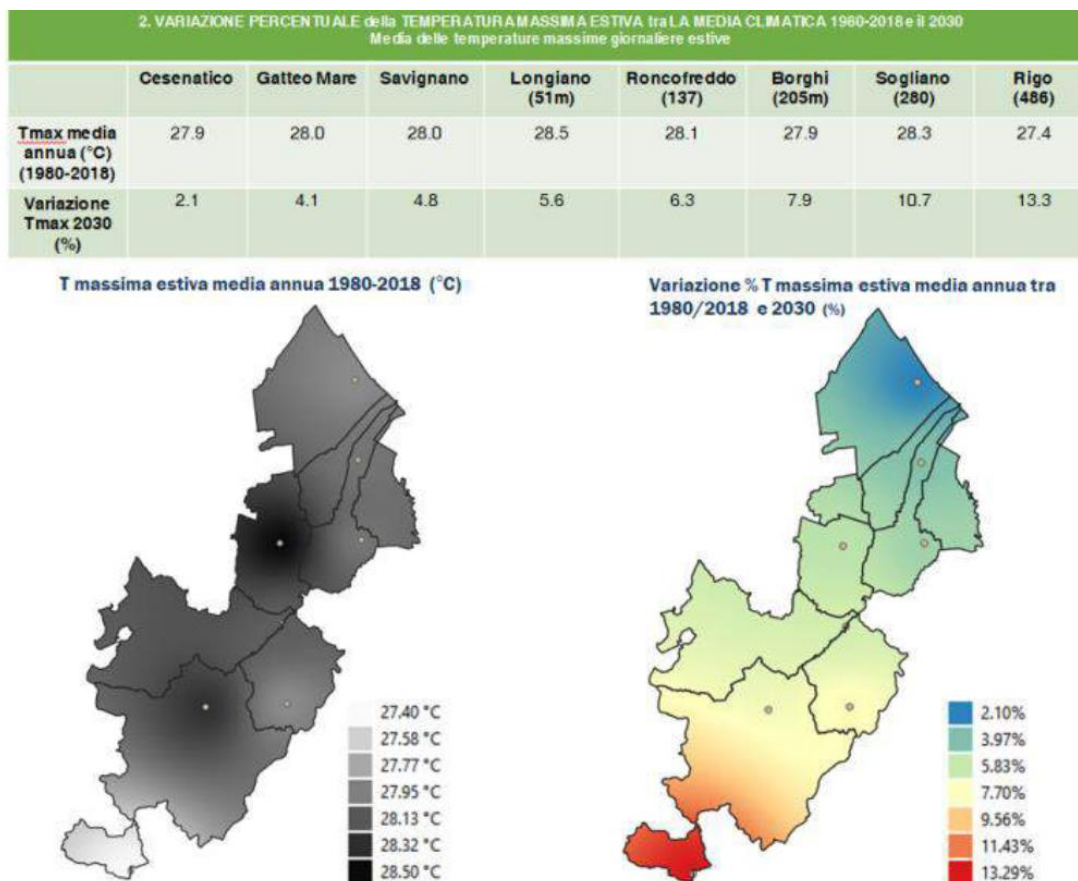 2. VARIAZIONE PERCENTUALE della TEMPERATURA MASSIMA ESTIVA tra LA MEDIA CLIMATICA 1960-2018 e il 2030
Media delle temperature massime giornaliere estive
Cesenatico Gatteo Mare Savignano Longiano (51m) Roncofreddo (137) Borghi (205m) Sogliano (280) Rigo (486)
Tmax media annua (°C) (1980-2018) 27.9 28.0 28.0 28.5 28.1 27.9 28.3 27.4
Variazione Tmax 2030 (%) 2.1 4.1 4.8 5.6 6.3 7.9 10.7 13.3
T massima estiva media annua 1980-2018 (°C)
Variazione % T massima estiva media annua tra
1980/2018 e 2030 (%)
27.40 °C
27.58 °C
27.77 °C
27.95 °C
28.13 °C
28.32 °C
28.50 °C
2.10%
3.97%
5.83%
7.70%
9.56%
11.43%
13.29%